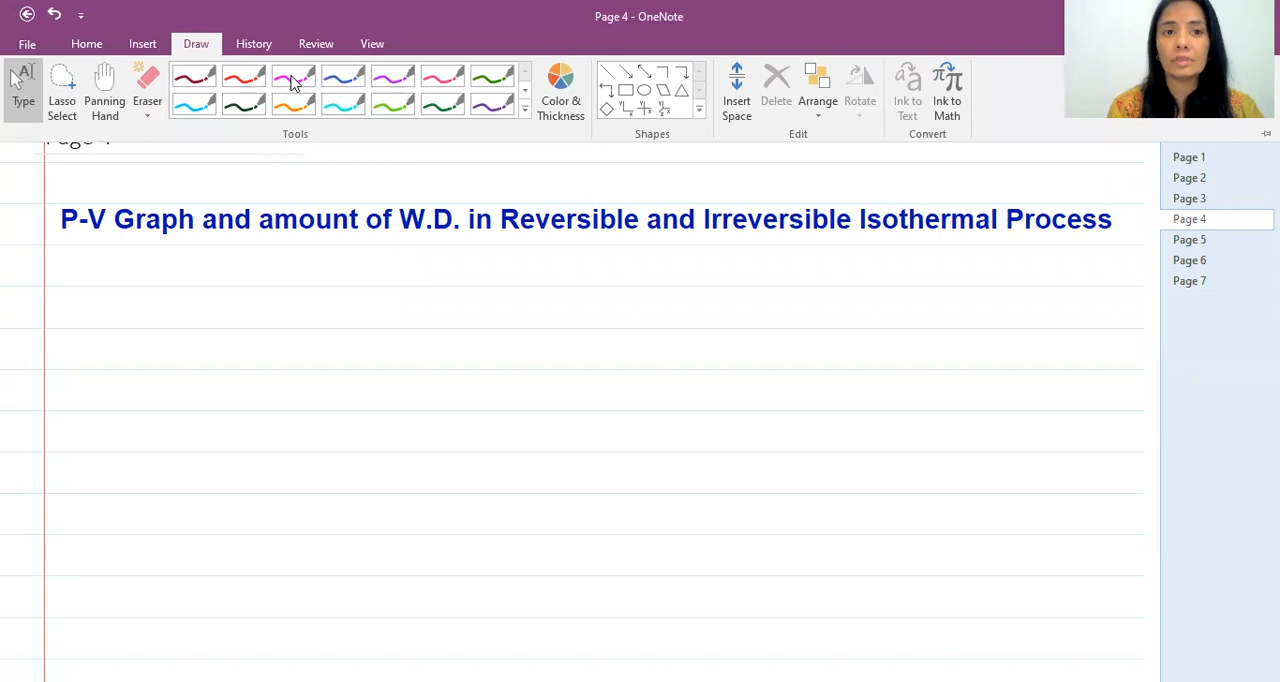 Page 4 - OneNote
File Home Insert Draw History Review View
Type
Lasso Select
Panning Hand
Eraser
Color & Thickness
Insert Space
Delete
Arrange
Rotate
Ink to Text
Ink to Math
Tools
Shapes
Edit
Convert
P-V Graph and amount of W.D. in Reversible and Irreversible Isothermal Process
Page 1
Page 2
Page 3
Page 4
Page 5
Page 6
Page 7